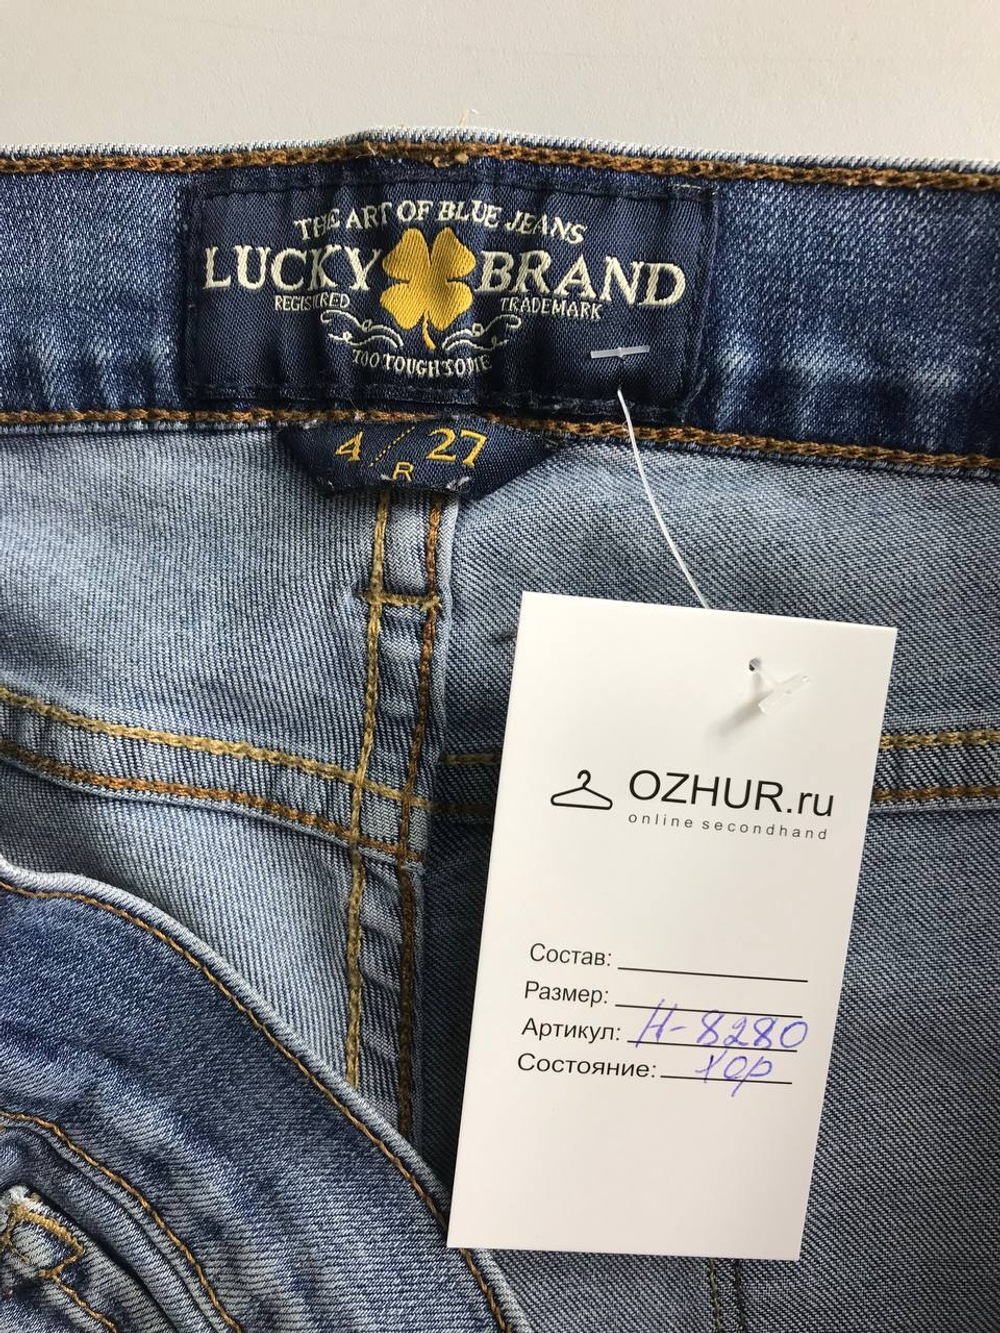 THE ART OF BLUE JEANS
LUCKY BRAND
REGISTERED TRADEMARK
TOO TOUGH TO DIE
4 / R 27
OZHUR.ru
online secondhand
Состав:
Размер:
Артикул: Н-8280
Состояние: хор